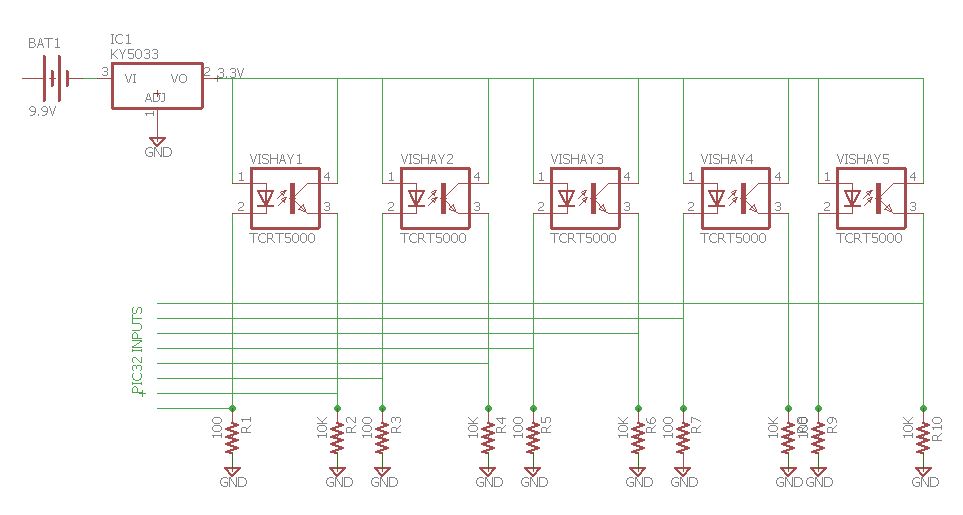 BAT1
9.9V
IC1
KY5033
3
VI
VO
2
3.3V
ADJ
1
GND
VISHAY1
VISHAY2
VISHAY3
VISHAY4
VISHAY5
1
4
1
4
1
4
1
4
1
4
2
3
2
3
2
3
2
3
2
3
TCRT5000
TCRT5000
TCRT5000
TCRT5000
TCRT5000
PIC32 INPUTS
100
R1
10K
R2
100
R3
10K
R4
100
R5
10K
R6
100
R7
10K
R9
10K
R10
GND
GND
GND
GND
GND
GND
GND
GND
GND
GND